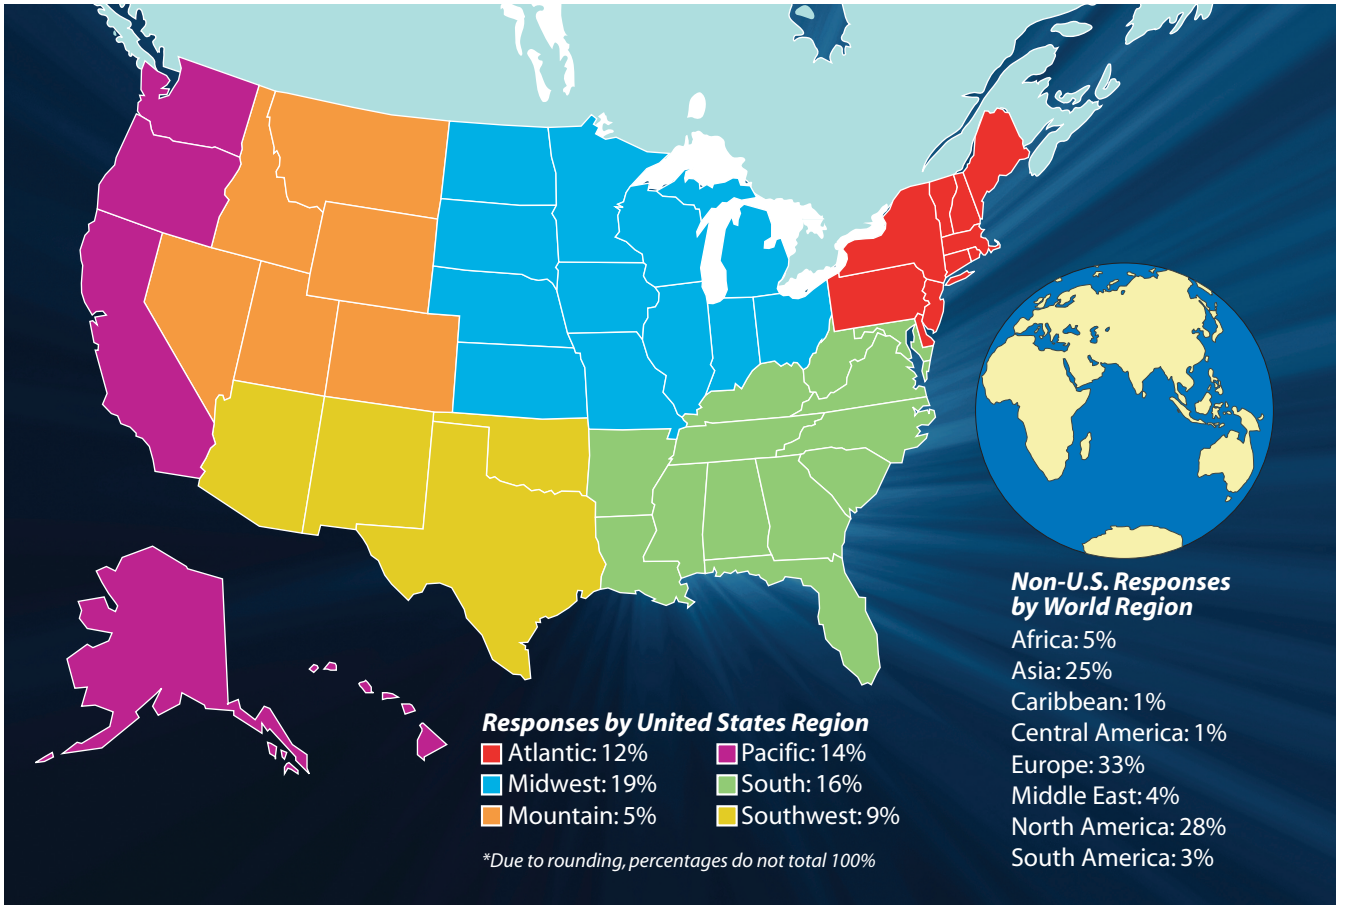 Non-U.S. Responses
by World Region
Africa: 5%
Asia: 25%
Caribbean: 1%
Central America: 1%
Europe: 33%
Middle East: 4%
North America: 28%
South America: 3%
Responses by United States Region
Atlantic: 12%
Midwest: 19%
Mountain: 5%
Pacific: 14%
South: 16%
Southwest: 9%
*Due to rounding, percentages do not total 100%